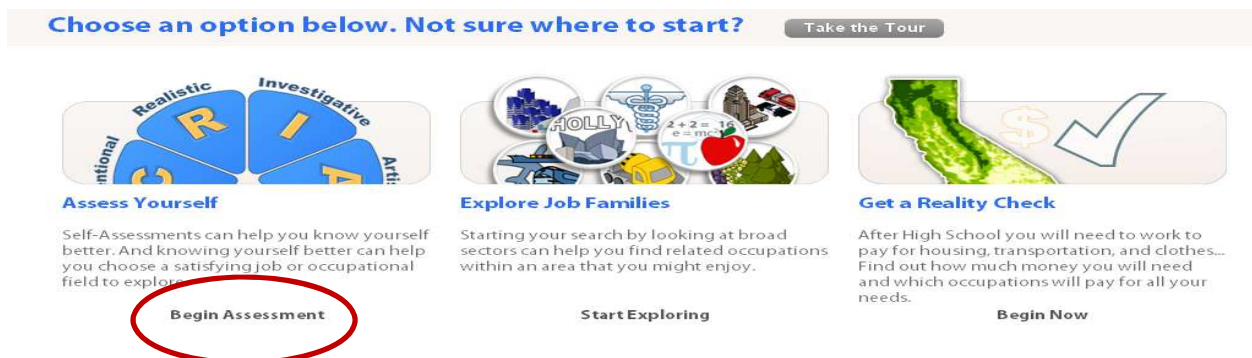 Choose an option below. Not sure where to start?
Take the Tour
Realistic
Investigative
R
I
C
A
HOLLY
2 + 2 = 16
e = mc²
π
$
Assess Yourself
Self-Assessments can help you know yourself
better. And knowing yourself better can help
you choose a satisfying job or occupational
field to explore
Begin Assessment
Explore Job Families
Starting your search by looking at broad
sectors can help you find related occupations
within an area that you might enjoy.
Start Exploring
Get a Reality Check
After High School you will need to work to
pay for housing, transportation, and clothes...
Find out how much money you will need
and which occupations will pay for all your
needs.
Begin Now